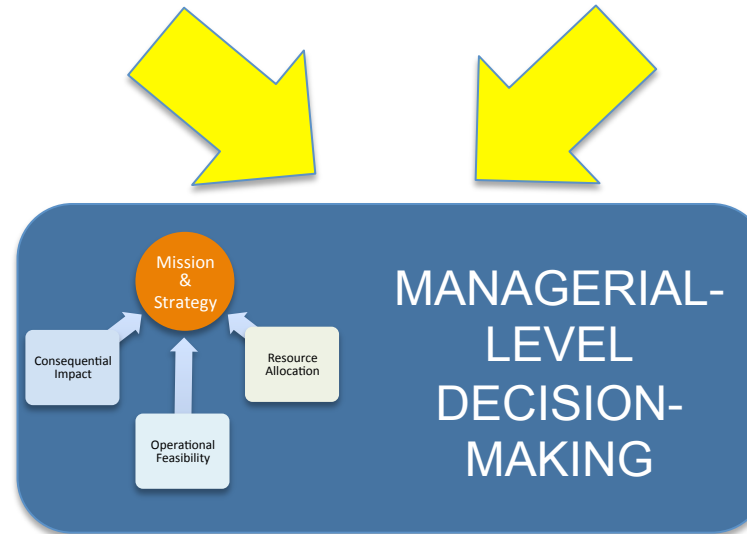 Mission
&
Strategy
Consequential
Impact
Resource
Allocation
Operational
Feasibility
MANAGERIAL-
LEVEL
DECISION-
MAKING